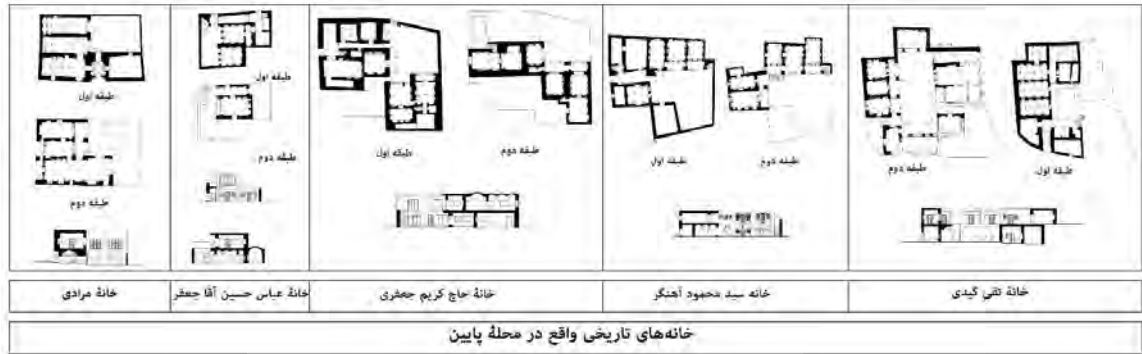 طبقه اول
طبقه دوم
طبقه دوم
طبقه اول
طبقه دوم
طبقه اول
طبقه اول
طبقه دوم
طبقه اول
طبقه دوم
خانهٔ تقی گیدی
خانه سید محمود آهنگر
خانهٔ حاج کریم جعفری
خانهٔ عباس حسین آقا جعفر
خانهٔ مرادی
خانه‌های تاریخی واقع در محلهٔ پایین